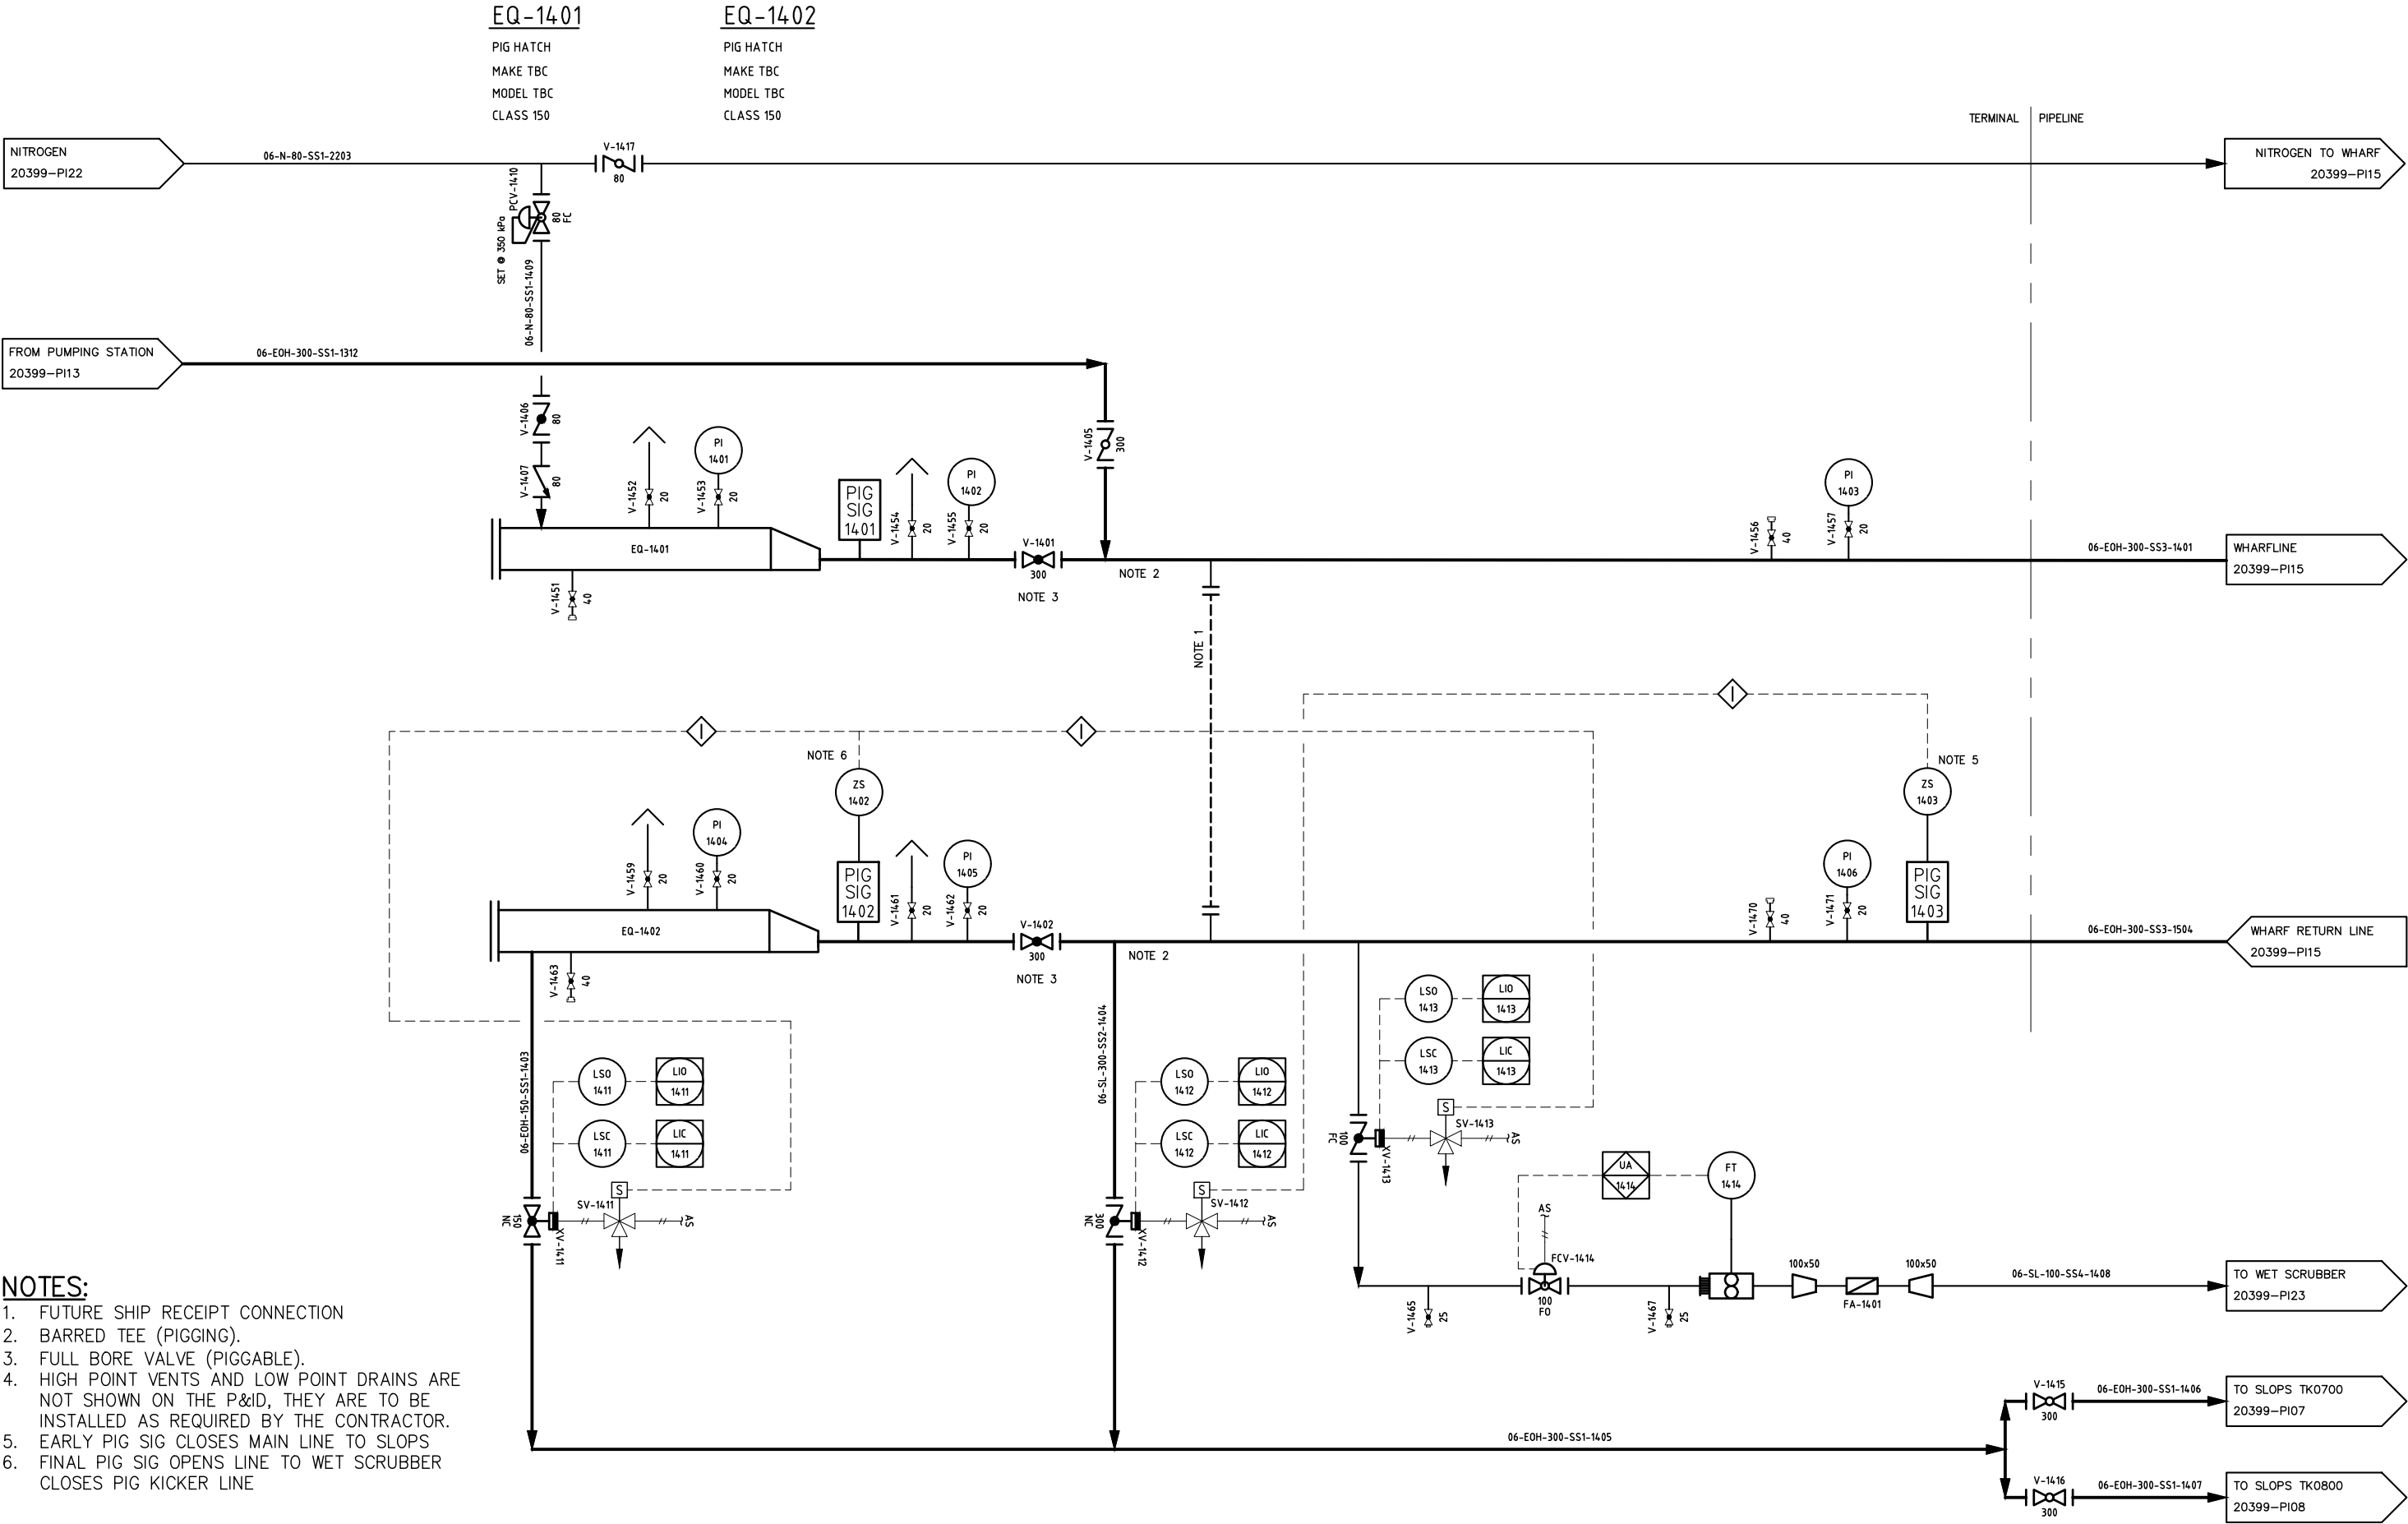 EQ-1401
PIG HATCH
MAKE TBC
MODEL TBC
CLASS 150
EQ-1402
PIG HATCH
MAKE TBC
MODEL TBC
CLASS 150
TERMINAL
PIPELINE
NITROGEN
20399-PI22
06-N-80-SS1-2203
V-1417
80
NITROGEN TO WHARF
20399-PI15
PCV-1410
80
FC
SET @ 350 kPa
06-N-80-SS1-1409
FROM PUMPING STATION
20399-PI13
06-EOH-300-SS1-1312
V-1406
80
V-1407
80
V-1405
300
V-1452
20
PI
1401
V-1453
20
PIG
SIG
1401
V-1454
20
PI
1402
V-1455
20
EQ-1401
V-1401
300
NOTE 3
NOTE 2
V-1451
40
V-1456
40
PI
1403
V-1457
20
06-EOH-300-SS3-1401
WHARFLINE
20399-PI15
NOTE 1
NOTE 6
ZS
1402
NOTE 5
ZS
1403
V-1459
20
PI
1404
V-1460
20
PIG
SIG
1402
V-1461
20
PI
1405
V-1462
20
EQ-1402
V-1402
300
NOTE 3
NOTE 2
V-1463
40
V-1470
40
PI
1406
V-1471
20
PIG
SIG
1403
06-EOH-300-SS3-1504
WHARF RETURN LINE
20399-PI15
06-EOH-150-SS1-1403
LSO
1411
LIO
1411
LSC
1411
LIC
1411
S
SV-1411
AS
150
NC
XV-1411
06-SL-300-SS2-1404
LSO
1412
LIO
1412
LSC
1412
LIC
1412
S
SV-1412
AS
300
NC
XV-1412
LSO
1413
LIO
1413
LSC
1413
LIC
1413
S
SV-1413
AS
100
FC
XV-1413
UA
1414
FT
1414
AS
FCV-1414
100
FO
V-1465
25
V-1467
25
100x50
FA-1401
100x50
06-SL-100-SS4-1408
TO WET SCRUBBER
20399-PI23
V-1415
300
06-EOH-300-SS1-1406
TO SLOPS TK0700
20399-PI07
06-EOH-300-SS1-1405
V-1416
300
06-EOH-300-SS1-1407
TO SLOPS TK0800
20399-PI08
NOTES:
1. FUTURE SHIP RECEIPT CONNECTION
2. BARRED TEE (PIGGING).
3. FULL BORE VALVE (PIGGABLE).
4. HIGH POINT VENTS AND LOW POINT DRAINS ARE
NOT SHOWN ON THE P&ID, THEY ARE TO BE
INSTALLED AS REQUIRED BY THE CONTRACTOR.
5. EARLY PIG SIG CLOSES MAIN LINE TO SLOPS
6. FINAL PIG SIG OPENS LINE TO WET SCRUBBER
CLOSES PIG KICKER LINE